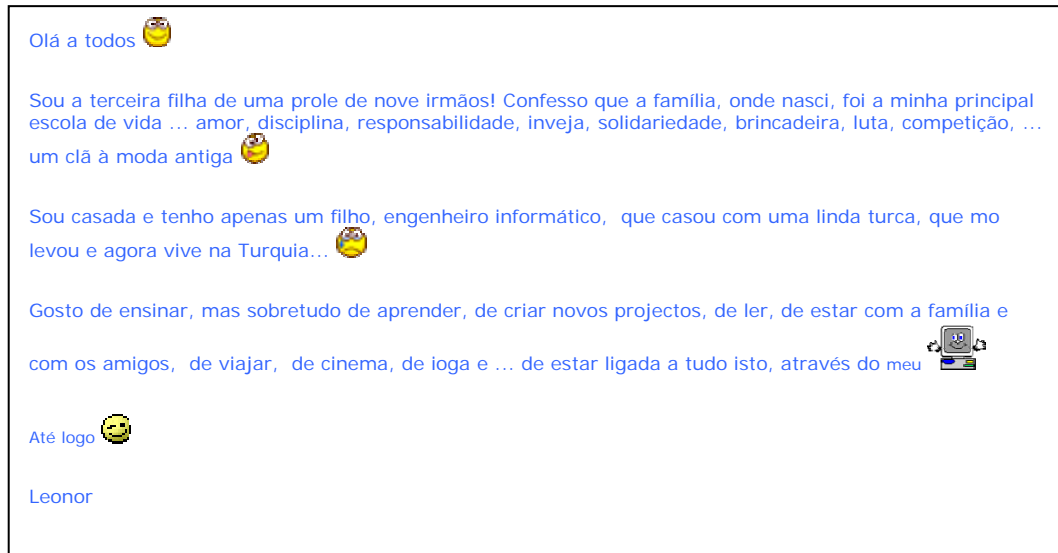 Olá a todos
Sou a terceira filha de uma prole de nove irmãos! Confesso que a família, onde nasci, foi a minha principal
escola de vida ... amor, disciplina, responsabilidade, inveja, solidariedade, brincadeira, luta, competição, ...
um clã à moda antiga
Sou casada e tenho apenas um filho, engenheiro informático, que casou com uma linda turca, que mo
levou e agora vive na Turquia...
Gosto de ensinar, mas sobretudo de aprender, de criar novos projectos, de ler, de estar com a família e
com os amigos, de viajar, de cinema, de ioga e ... de estar ligada a tudo isto, através do meu
Até logo
Leonor